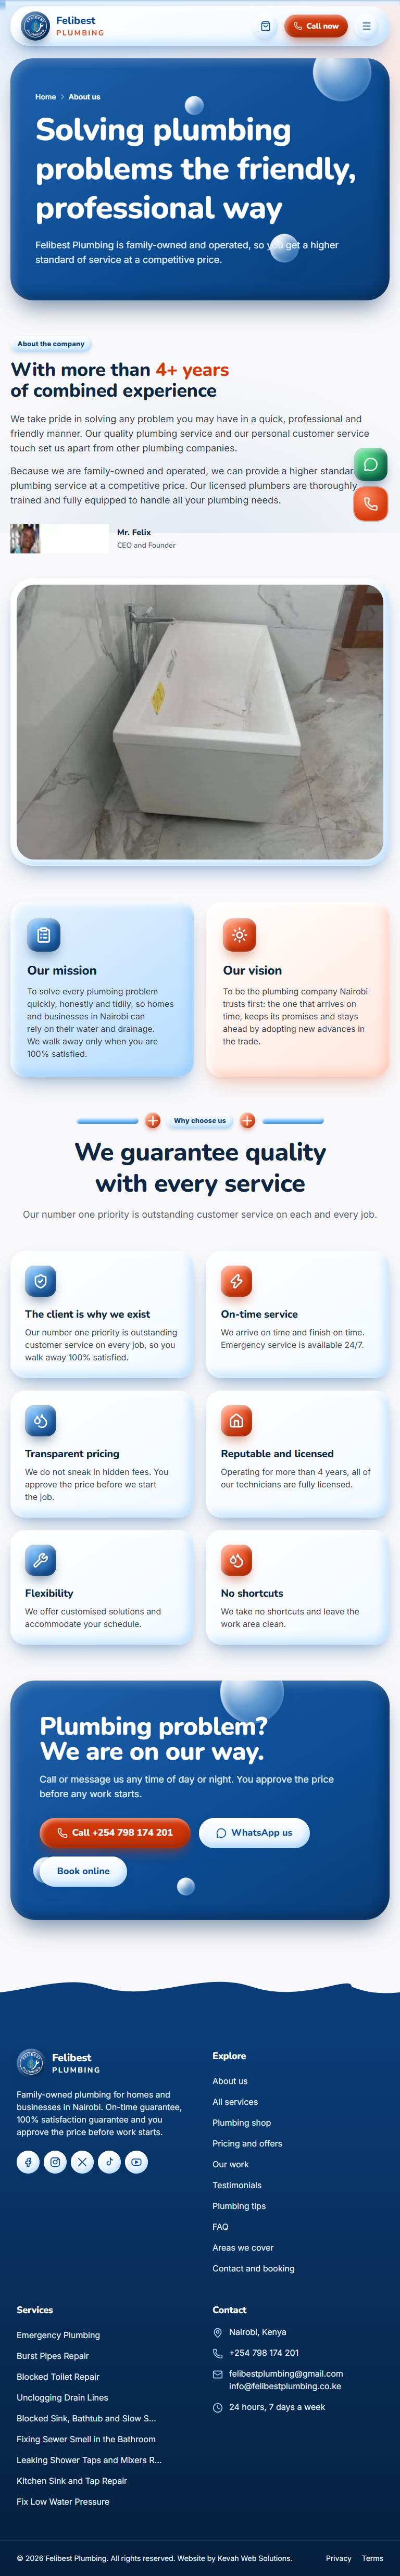 Felibest
PLUMBING
Call now
Home > About us
Solving plumbing
problems the friendly,
professional way
Felibest Plumbing is family-owned and operated, so you get a higher
standard of service at a competitive price.
About the company
With more than 4+ years
of combined experience
We take pride in solving any problem you may have in a quick, professional and
friendly manner. Our quality plumbing service and our personal customer service
touch set us apart from other plumbing companies.
Because we are family-owned and operated, we can provide a higher standard
plumbing service at a competitive price. Our licensed plumbers are thoroughly
trained and fully equipped to handle all your plumbing needs.
Mr. Felix
CEO and Founder
Our mission
To solve every plumbing problem
quickly, honestly and tidily, so homes
and businesses in Nairobi can
rely on their water and drainage.
We walk away only when you are
100% satisfied.
Our vision
To be the plumbing company Nairobi
trusts first: the one that arrives on
time, keeps its promises and stays
ahead by adopting new advances in
the trade.
Why choose us
We guarantee quality
with every service
Our number one priority is outstanding customer service on each and every job.
The client is why we exist
Our number one priority is outstanding
customer service on every job, so you
walk away 100% satisfied.
On-time service
We arrive on time and finish on time.
Emergency service is available 24/7.
Transparent pricing
We do not sneak in hidden fees. You
approve the price before we start
the job.
Reputable and licensed
Operating for more than 4 years, all of
our technicians are fully licensed.
Flexibility
We offer customised solutions and
accommodate your schedule.
No shortcuts
We take no shortcuts and leave the
work area clean.
Plumbing problem?
We are on our way.
Call or message us any time of day or night. You approve the price
before any work starts.
Call +254 798 174 201
WhatsApp us
Book online
Felibest
PLUMBING
Family-owned plumbing for homes and
businesses in Nairobi. On-time guarantee,
100% satisfaction guarantee and you
approve the price before work starts.
Explore
About us
All services
Plumbing shop
Pricing and offers
Our work
Testimonials
Plumbing tips
FAQ
Areas we cover
Contact and booking
Services
Emergency Plumbing
Burst Pipes Repair
Blocked Toilet Repair
Unclogging Drain Lines
Blocked Sink, Bathtub and Slow S...
Fixing Sewer Smell in the Bathroom
Leaking Shower Taps and Mixers R...
Kitchen Sink and Tap Repair
Fix Low Water Pressure
Contact
Nairobi, Kenya
+254 798 174 201
felibestplumbing@gmail.com
info@felibestplumbing.co.ke
24 hours, 7 days a week
© 2026 Felibest Plumbing. All rights reserved. Website by Kevah Web Solutions.
Privacy
Terms